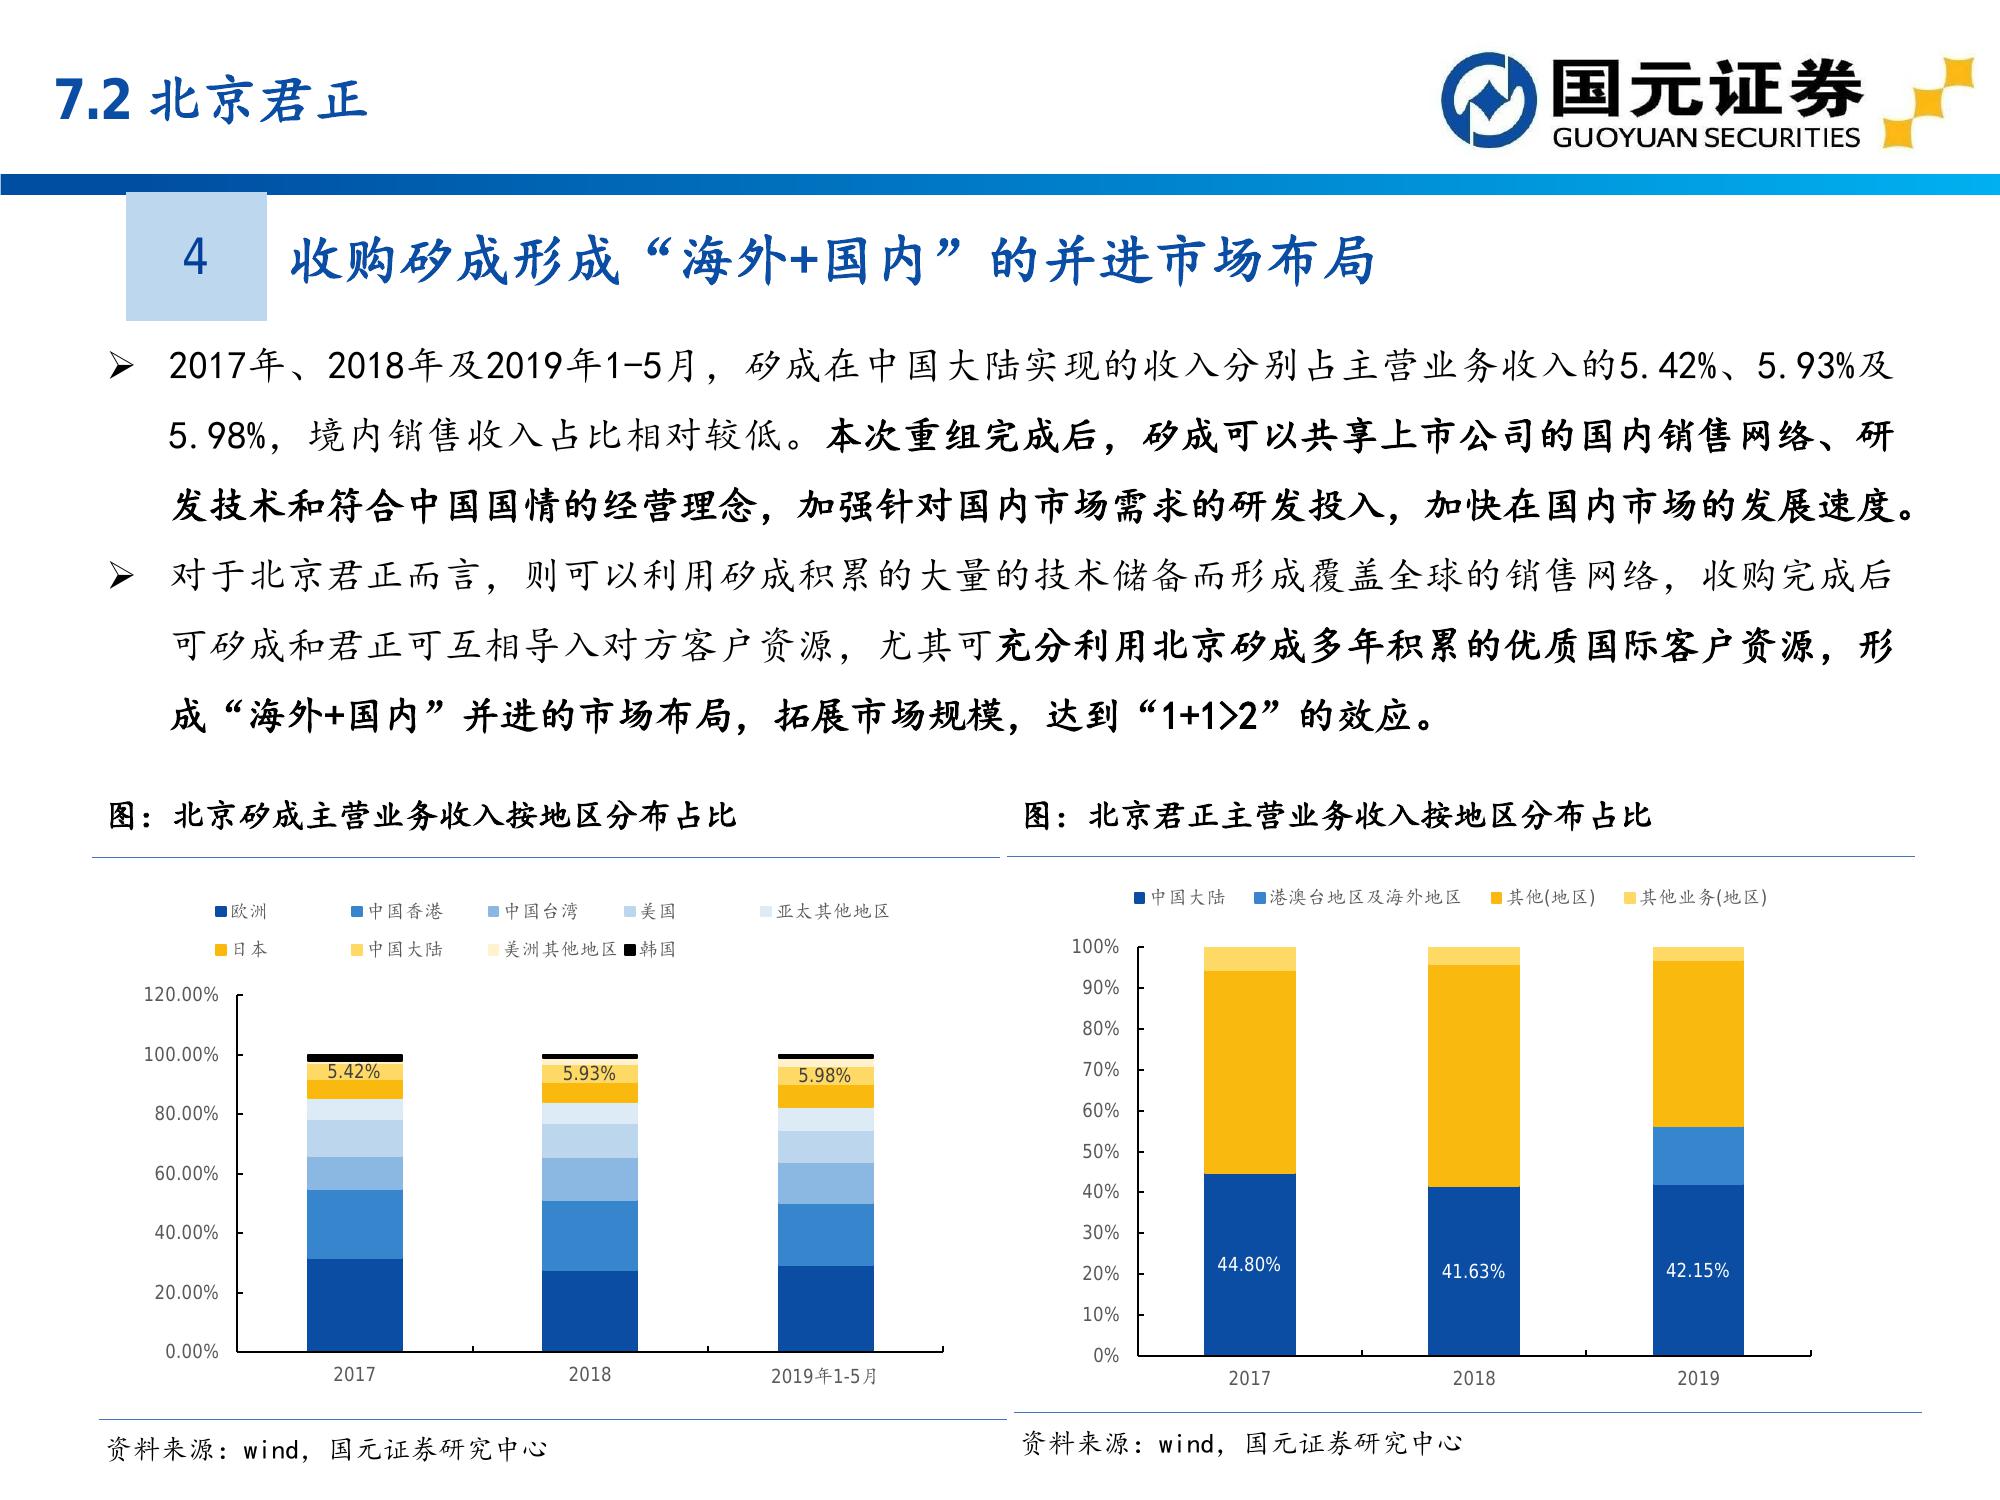 7.2 北京君正
国元证券
GUOYUAN SECURITIES
4
收购矽成形成“海外+国内”的并进市场布局
➢ 2017年、2018年及2019年1-5月，矽成在中国大陆实现的收入分别占主营业务收入的5.42%、5.93%及
5.98%，境内销售收入占比相对较低。本次重组完成后，矽成可以共享上市公司的国内销售网络、研
发技术和符合中国国情的经营理念，加强针对国内市场需求的研发投入，加快在国内市场的发展速度。
➢ 对于北京君正而言，则可以利用矽成积累的大量的技术储备而形成覆盖全球的销售网络，收购完成后
可矽成和君正可互相导入对方客户资源，尤其可充分利用北京矽成多年积累的优质国际客户资源，形
成“海外+国内”并进的市场布局，拓展市场规模，达到“1+1>2”的效应。
图：北京矽成主营业务收入按地区分布占比
欧洲 中国香港 中国台湾 美国 亚太其他地区
日本 中国大陆 美洲其他地区 韩国
120.00%
100.00%
80.00%
60.00%
40.00%
20.00%
0.00%
5.42% 5.93% 5.98%
2017 2018 2019年1-5月
资料来源：wind，国元证券研究中心
图：北京君正主营业务收入按地区分布占比
中国大陆 港澳台地区及海外地区 其他(地区) 其他业务(地区)
100%
90%
80%
70%
60%
50%
40%
30%
20%
10%
0%
44.80% 41.63% 42.15%
2017 2018 2019
资料来源：wind，国元证券研究中心